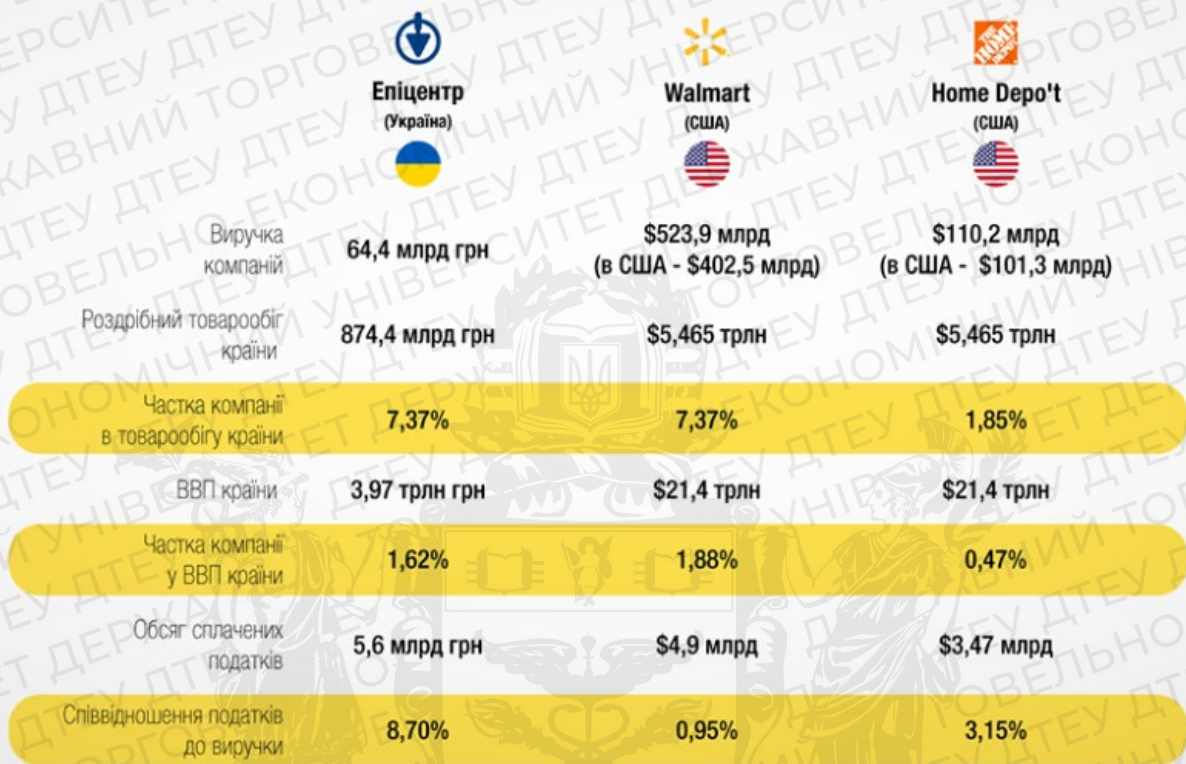 THE HOME DEPOT
Епіцентр
(Україна)
Walmart
(США)
Home Depo't
(США)
Виручка
компаній
64,4 млрд грн
$523,9 млрд
(в США - $402,5 млрд)
$110,2 млрд
(в США - $101,3 млрд)
Роздрібний товарообіг
країни
874,4 млрд грн
$5,465 трлн
$5,465 трлн
Частка компанії
в товарообігу країни
7,37%
7,37%
1,85%
ВВП країни
3,97 трлн грн
$21,4 трлн
$21,4 трлн
Частка компанії
у ВВП країни
1,62%
1,88%
0,47%
Обсяг сплачених
податків
5,6 млрд грн
$4,9 млрд
$3,47 млрд
Співвідношення податків
до виручки
8,70%
0,95%
3,15%